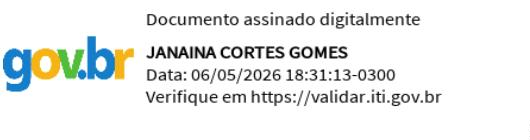 Documento assinado digitalmente
gov.br
JANAINA CORTES GOMES
Data: 06/05/2026 18:31:13-0300
Verifique em https://validar.iti.gov.br